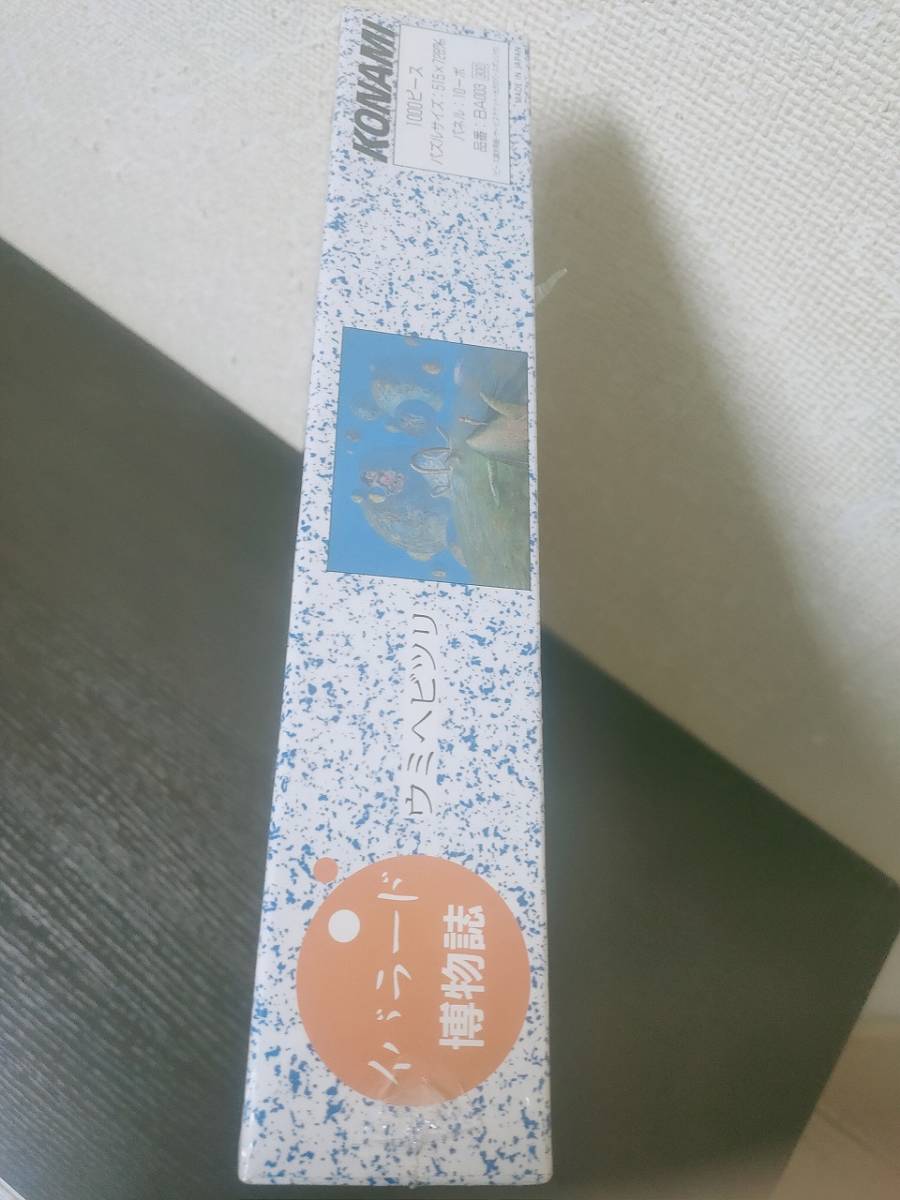 イバラード
博物誌
ウミヘビツリ
KONAMI
1000ピース
パズルサイズ:51.5×72.8cm
パネル:10-ボ
品番:BA003
MADE IN JAPAN